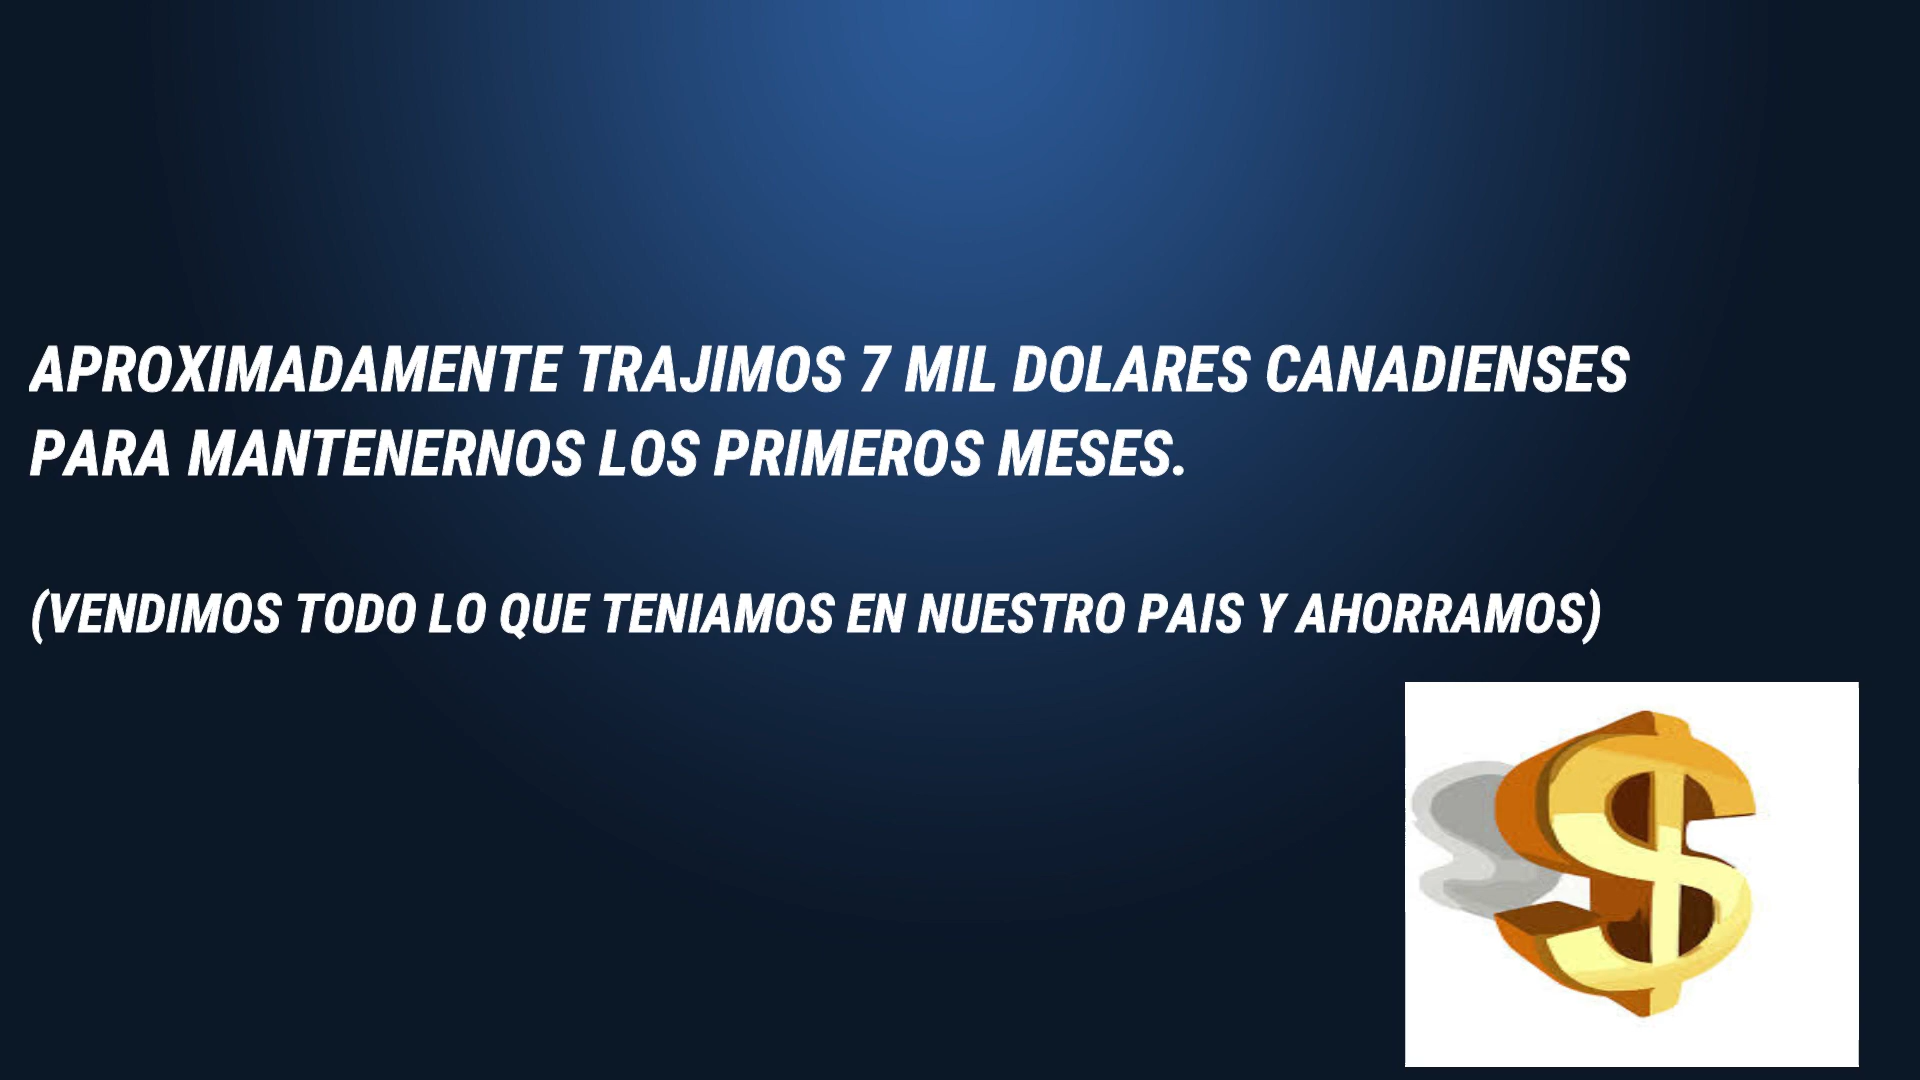 APROXIMADAMENTE TRAJIMOS 7 MIL DOLARES CANADIENSES
PARA MANTENERNOS LOS PRIMEROS MESES.
(VENDIMOS TODO LO QUE TENIAMOS EN NUESTRO PAIS Y AHORRAMOS)